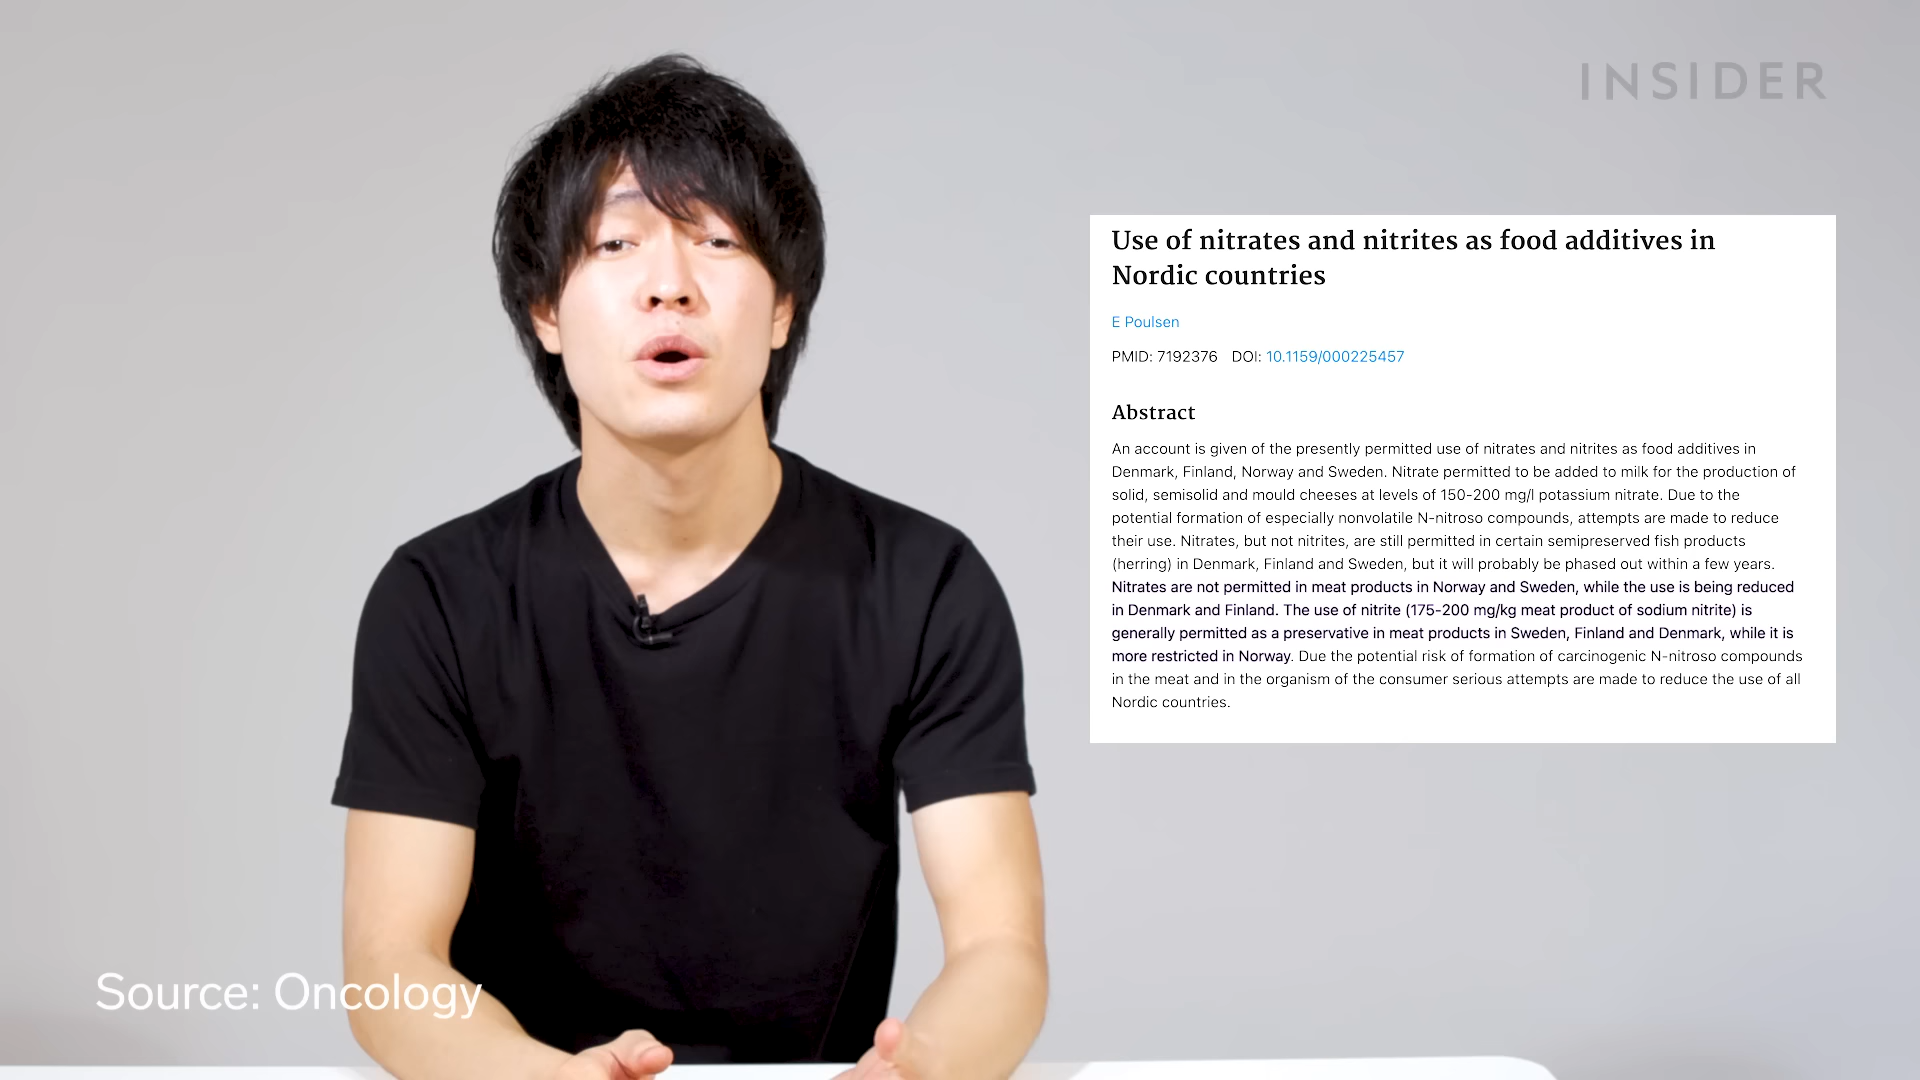 INSIDER
Use of nitrates and nitrites as food additives in
Nordic countries
E Poulsen
PMID: 7192376 DOI: 10.1159/000225457
Abstract
An account is given of the presently permitted use of nitrates and nitrites as food additives in
Denmark, Finland, Norway and Sweden. Nitrate permitted to be added to milk for the production of
solid, semisolid and mould cheeses at levels of 150-200 mg/l potassium nitrate. Due to the
potential formation of especially nonvolatile N-nitroso compounds, attempts are made to reduce
their use. Nitrates, but not nitrites, are still permitted in certain semipreserved fish products
(herring) in Denmark, Finland and Sweden, but it will probably be phased out within a few years.
Nitrates are not permitted in meat products in Norway and Sweden, while the use is being reduced
in Denmark and Finland. The use of nitrite (175-200 mg/kg meat product of sodium nitrite) is
generally permitted as a preservative in meat products in Sweden, Finland and Denmark, while it is
more restricted in Norway. Due the potential risk of formation of carcinogenic N-nitroso compounds
in the meat and in the organism of the consumer serious attempts are made to reduce the use of all
Nordic countries.
Source: Oncology